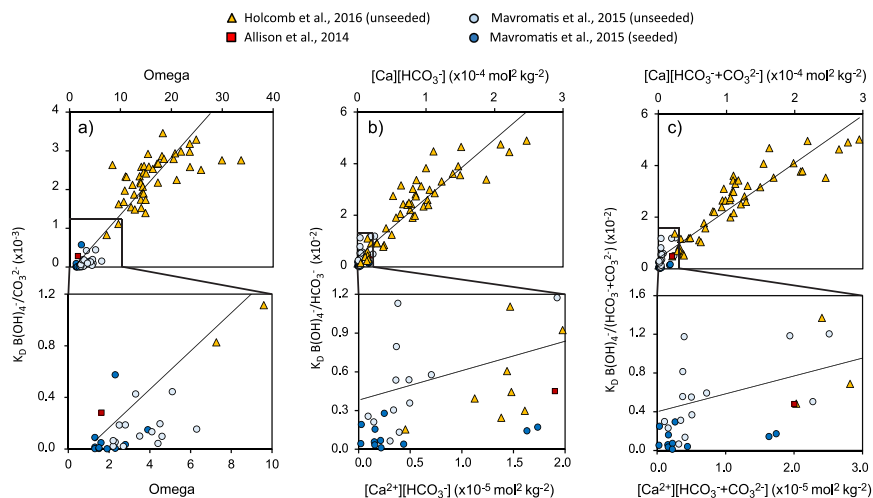 Holcomb et al., 2016 (unseeded)
Mavromatis et al., 2015 (unseeded)
Allison et al., 2014
Mavromatis et al., 2015 (seeded)
Omega
[Ca][HCO₃⁻] (x10-4 mol² kg-²)
[Ca][HCO₃-+CO₃²⁻] (x10-4 mol² kg-²)
0 10 20 30 40
0 1 2 3
0 1 2 3
a)
b)
c)
4
3
2
1
0
6
4
2
0
6
4
2
0
K_D B(OH)₄⁻/CO₃²⁻ (x10⁻³)
K_D B(OH)₄⁻/HCO₃⁻ (x10⁻²)
K_D B(OH)₄⁻/(HCO₃⁻+CO₃²⁻) (x10⁻²)
1.2
0.8
0.4
0.0
1.2
0.9
0.6
0.3
0.0
1.6
1.2
0.8
0.4
0.0
0 2 4 6 8 10
0.0 0.5 1.0 1.5 2.0
0.0 1.0 2.0 3.0
Omega
[Ca²⁺][HCO₃⁻] (x10⁻⁵ mol² kg-²)
[Ca²⁺][HCO₃-+CO₃²⁻] (x10⁻⁵ mol² kg-²)